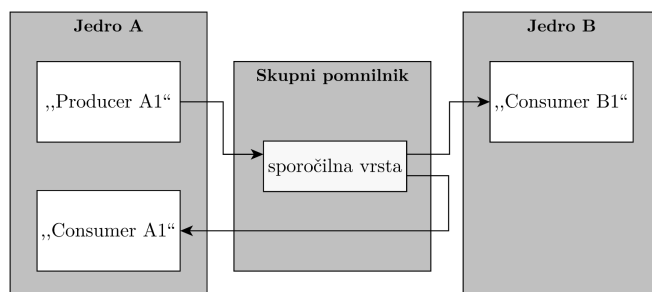 Jedro A
Jedro B
Skupni pomnilnik
,,Producer A1“
,,Consumer B1“
sporočilna vrsta
,,Consumer A1“